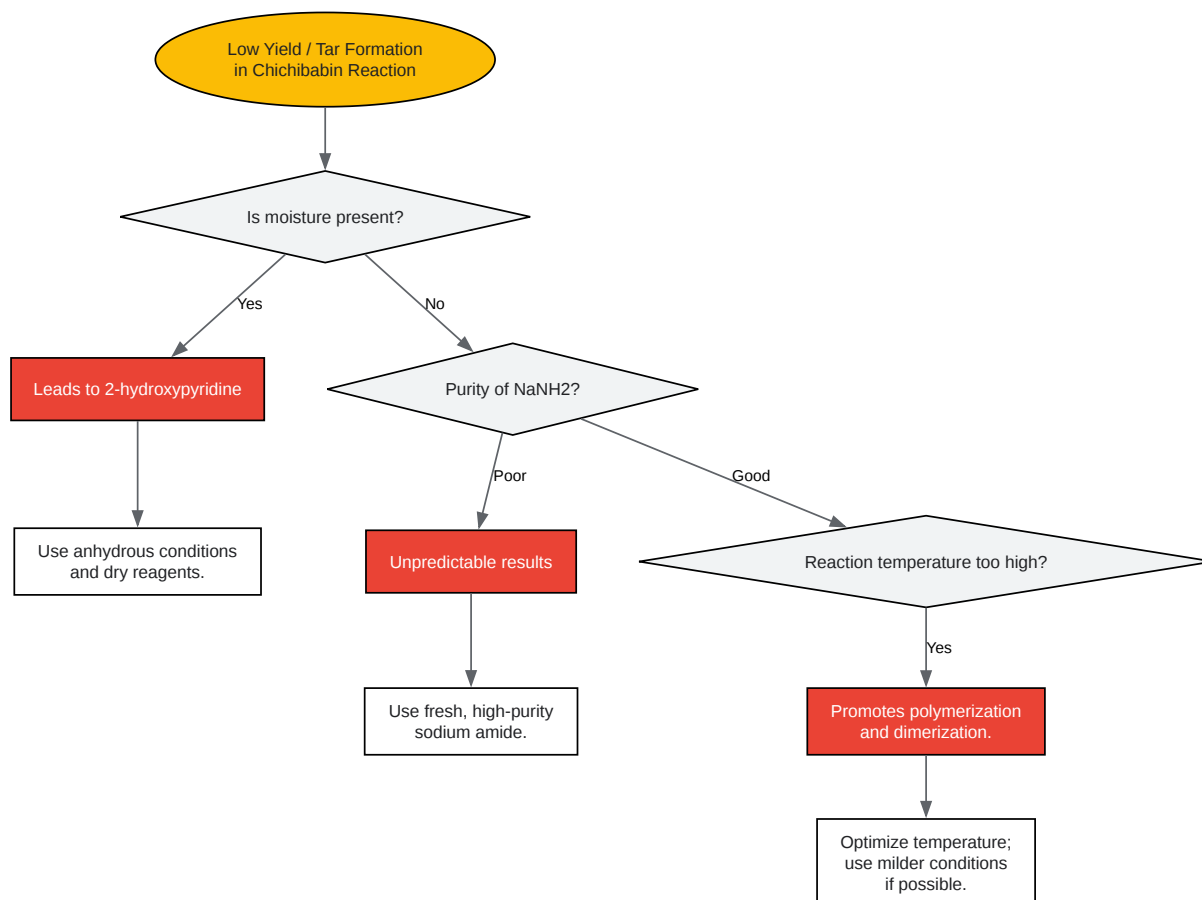 Low Yield / Tar Formation
in Chichibabin Reaction
Is moisture present?
Yes
No
Leads to 2-hydroxypyridine
Purity of NaNH2?
Poor
Good
Use anhydrous conditions
and dry reagents.
Unpredictable results
Reaction temperature too high?
Yes
Use fresh, high-purity
sodium amide.
Promotes polymerization
and dimerization.
Optimize temperature;
use milder conditions
if possible.